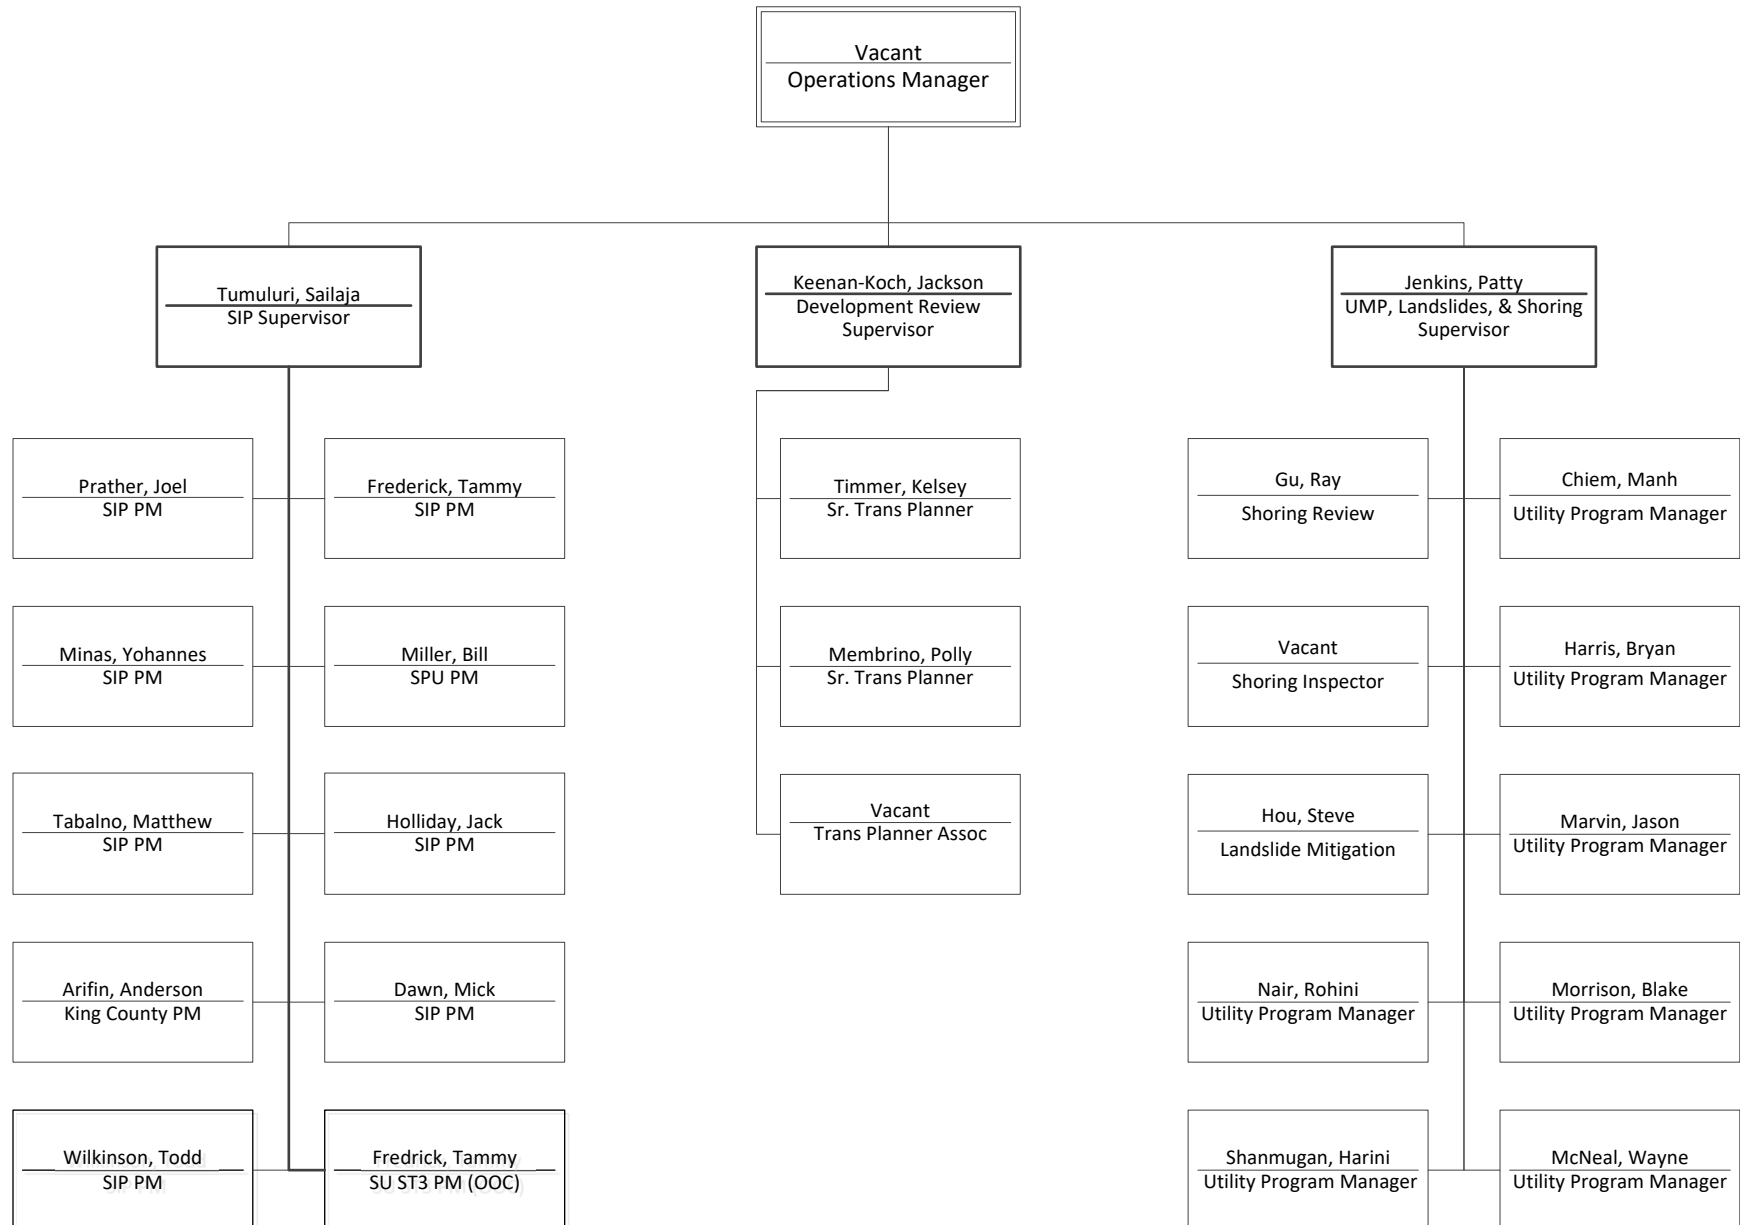 Vacant
Operations Manager
Tumuluri, Sailaja
SIP Supervisor
Keenan-Koch, Jackson
Development Review
Supervisor
Jenkins, Patty
UMP, Landslides, & Shoring
Supervisor
Prather, Joel
SIP PM
Frederick, Tammy
SIP PM
Timmer, Kelsey
Sr. Trans Planner
Gu, Ray
Shoring Review
Chiem, Manh
Utility Program Manager
Minas, Yohannes
SIP PM
Miller, Bill
SPU PM
Membrino, Polly
Sr. Trans Planner
Vacant
Shoring Inspector
Harris, Bryan
Utility Program Manager
Tabalno, Matthew
SIP PM
Holliday, Jack
SIP PM
Vacant
Trans Planner Assoc
Hou, Steve
Landslide Mitigation
Marvin, Jason
Utility Program Manager
Arifin, Anderson
King County PM
Dawn, Mick
SIP PM
Nair, Rohini
Utility Program Manager
Morrison, Blake
Utility Program Manager
Wilkinson, Todd
SIP PM
Fredrick, Tammy
SU ST3 PM (OOC)
Shanmugan, Harini
Utility Program Manager
McNeal, Wayne
Utility Program Manager